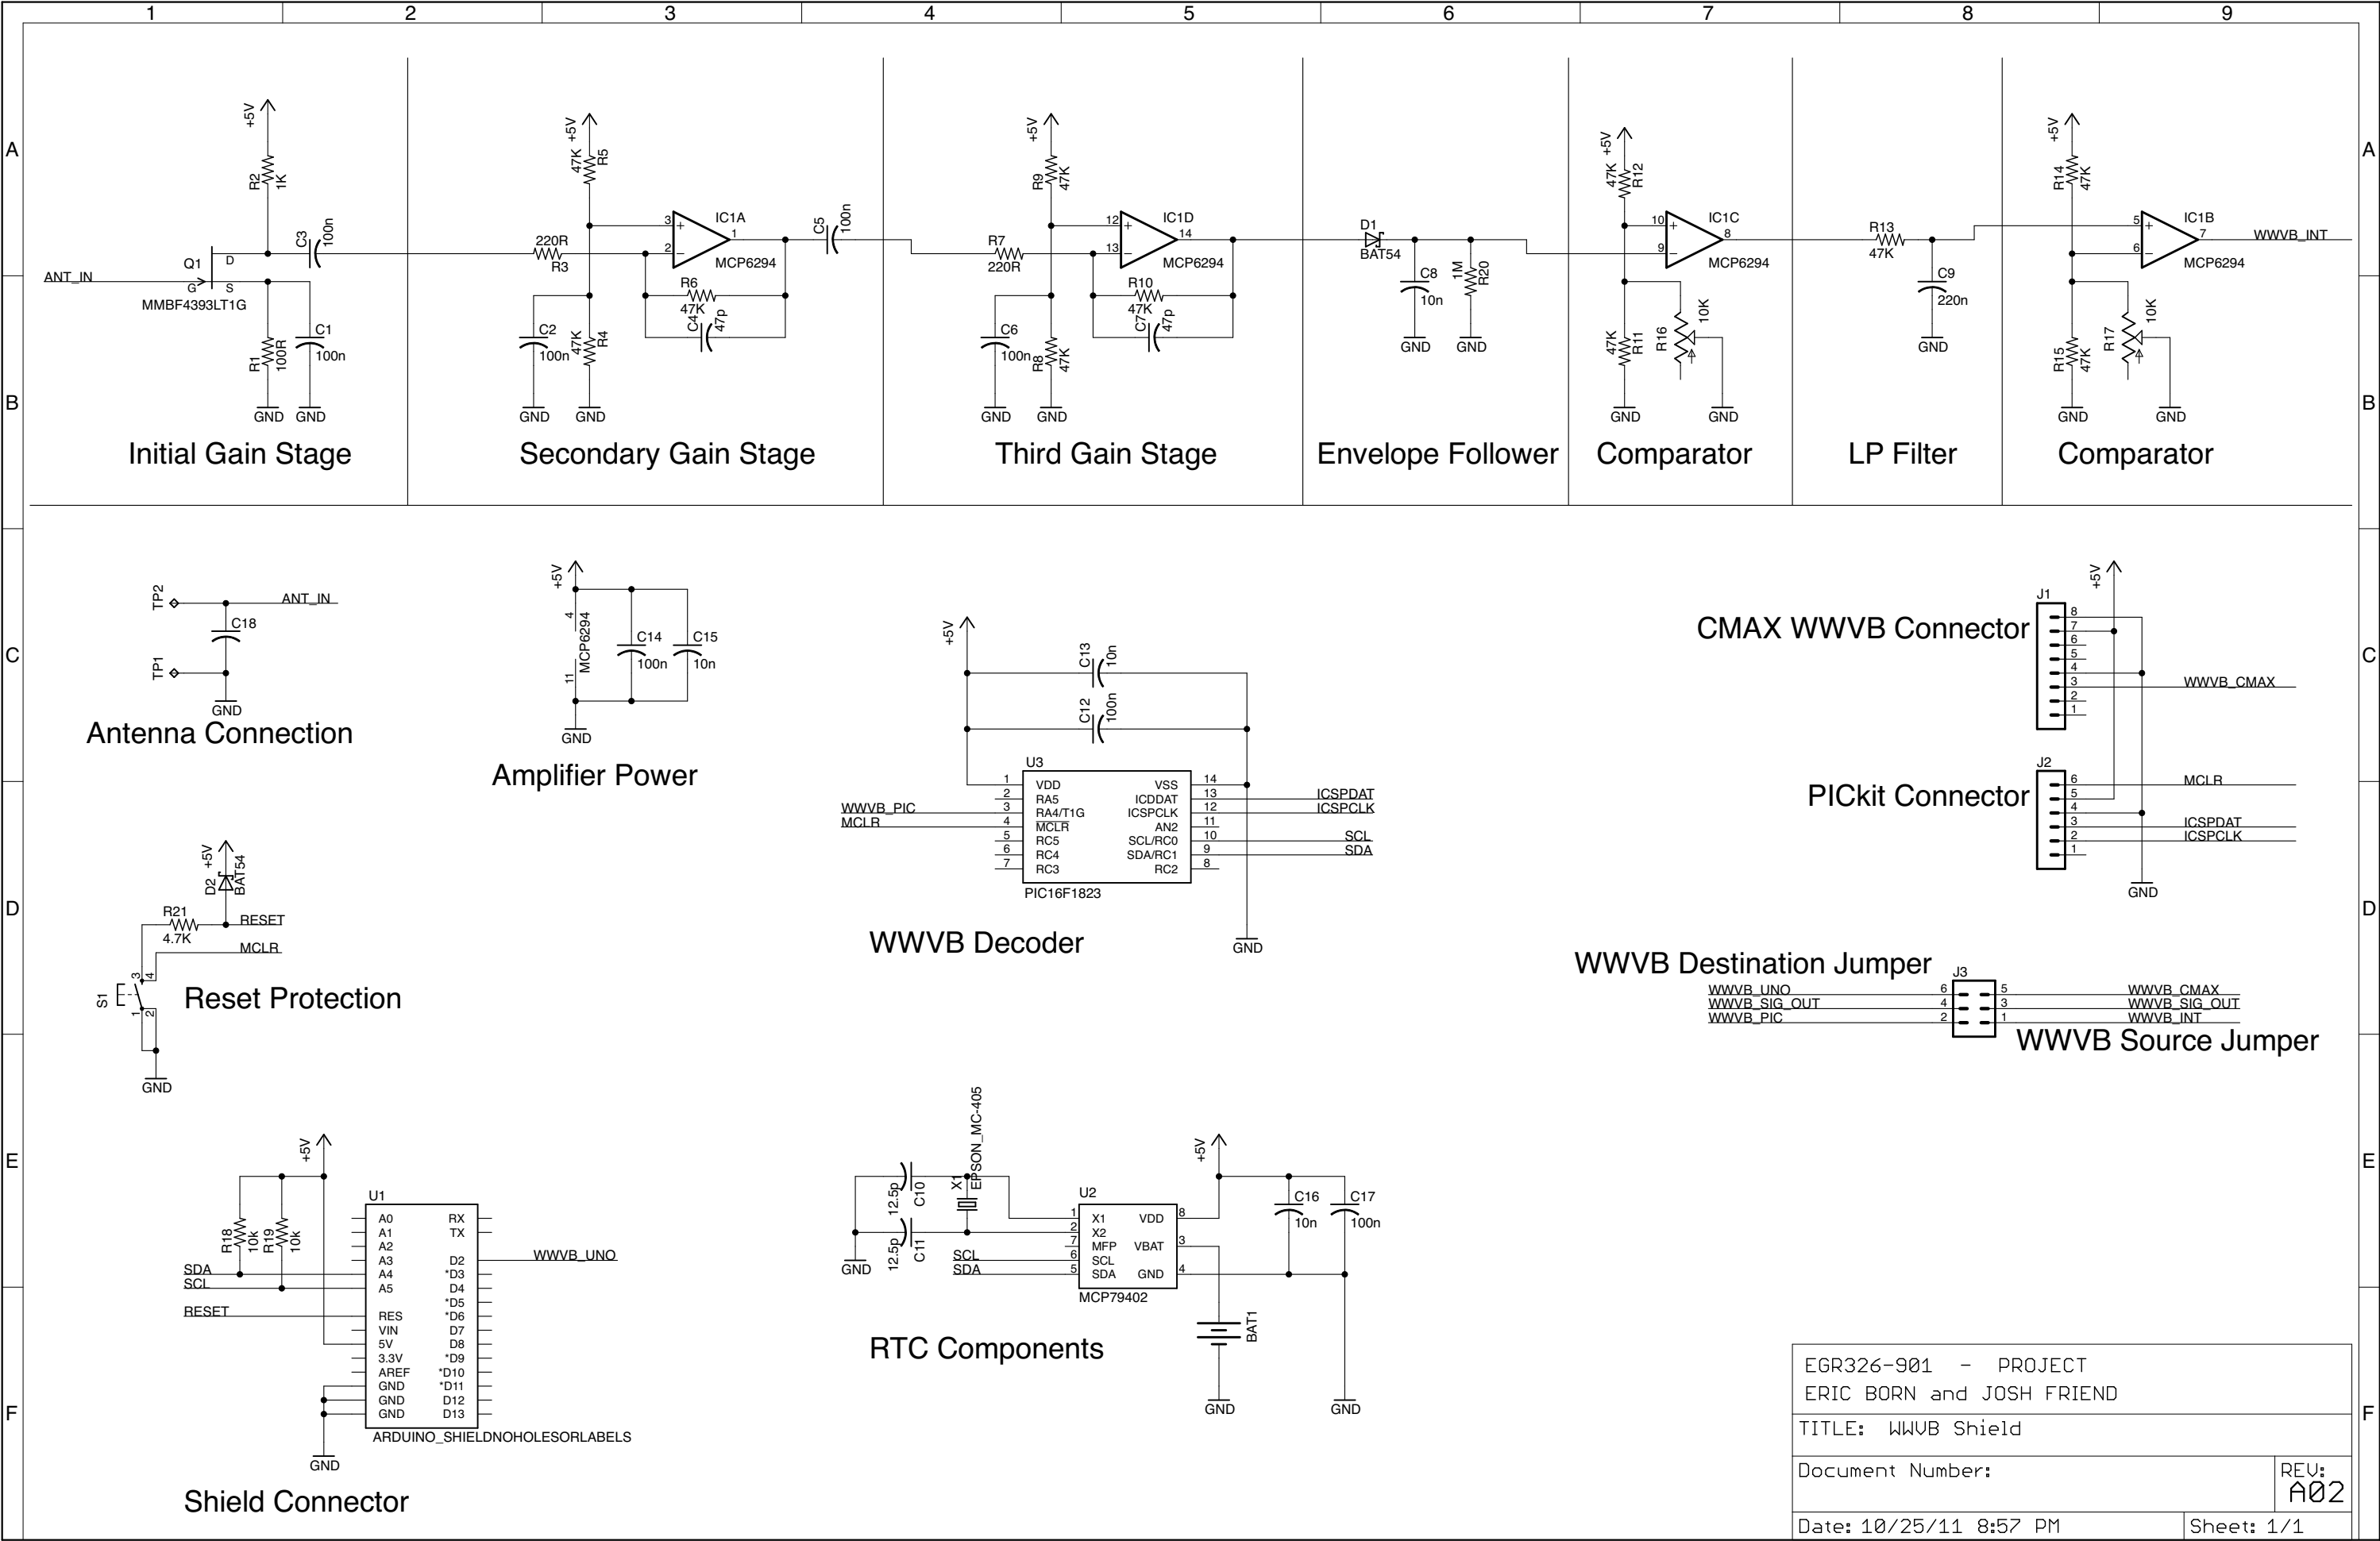 1 2 3 4 5 6 7 8 9
A
B
C
D
E
F
A
B
C
D
E
F
+5V
R2
1K
C3
100n
Q1
D
G
S
ANT_IN
MMBF4393LT1G
R1
100R
C1
100n
GND GND
Initial Gain Stage
+5V
47K
R5
220R
R3
3
2
1
+
−
IC1A
MCP6294
R6
47K
C4
47p
C2
100n
47K
R4
GND GND
C5
100n
Secondary Gain Stage
+5V
R9
47K
R7
220R
12
13
14
+
−
IC1D
MCP6294
R10
47K
C7
47p
C6
100n
R8
47K
GND GND
Third Gain Stage
D1
BAT54
C8
10n
1M
R20
GND GND
Envelope Follower
+5V
47K
R12
10
9
8
+
−
IC1C
MCP6294
47K
R11
R16
10K
GND GND
Comparator
R13
47K
C9
220n
GND
LP Filter
+5V
R14
47K
5
6
7
+
−
IC1B
MCP6294
WWVB_INT
R15
47K
R17
10K
GND GND
Comparator
TP2
ANT_IN
C18
TP1
GND
Antenna Connection
+5V
4
MCP6294
11
C14
100n
C15
10n
GND
Amplifier Power
+5V
C13
10n
C12
100n
U3
1 VDD VSS 14
2 RA5 ICDDAT 13 ICSPDAT
WWVB_PIC 3 RA4/T1G ICSPCLK 12 ICSPCLK
MCLR 4 MCLR AN2 11
5 RC5 SCL/RC0 10 SCL
6 RC4 SDA/RC1 9 SDA
7 RC3 RC2 8
PIC16F1823
GND
WWVB Decoder
+5V
J1
CMAX WWVB Connector
8
7
6
5
4
3 WWVB_CMAX
2
1
J2
PICkit Connector
6 MCLR
5
4
3 ICSPDAT
2 ICSPCLK
1
GND
+5V
D2
BAT54
R21
4.7K
RESET
MCLR
3
4
S1
1
2
GND
Reset Protection
WWVB Destination Jumper
J3
WWVB_UNO 6 5 WWVB_CMAX
WWVB_SIG_OUT 4 3 WWVB_SIG_OUT
WWVB_PIC 2 1 WWVB_INT
WWVB Source Jumper
+5V
R18
10k
R19
10k
U1
A0 RX
A1 TX
A2
A3 D2 WWVB_UNO
SDA A4 *D3
SCL A5 D4
*D5
RESET RES *D6
VIN D7
5V D8
3.3V *D9
AREF *D10
GND *D11
GND D12
GND D13
ARDUINO_SHIELDNOHOLESORLABELS
GND
Shield Connector
12.5p
C10
12.5p
C11
X1
EPSON_MC-405
GND
+5V
U2
1 X1 VDD 8
2 X2
7 MFP VBAT 3
SCL 6 SCL
SDA 5 SDA GND 4
MCP79402
C16
10n
C17
100n
BAT1
GND GND
RTC Components
EGR326-901 - PROJECT
ERIC BORN and JOSH FRIEND
TITLE: WWVB Shield
Document Number:
REV:
A02
Date: 10/25/11 8:57 PM
Sheet: 1/1